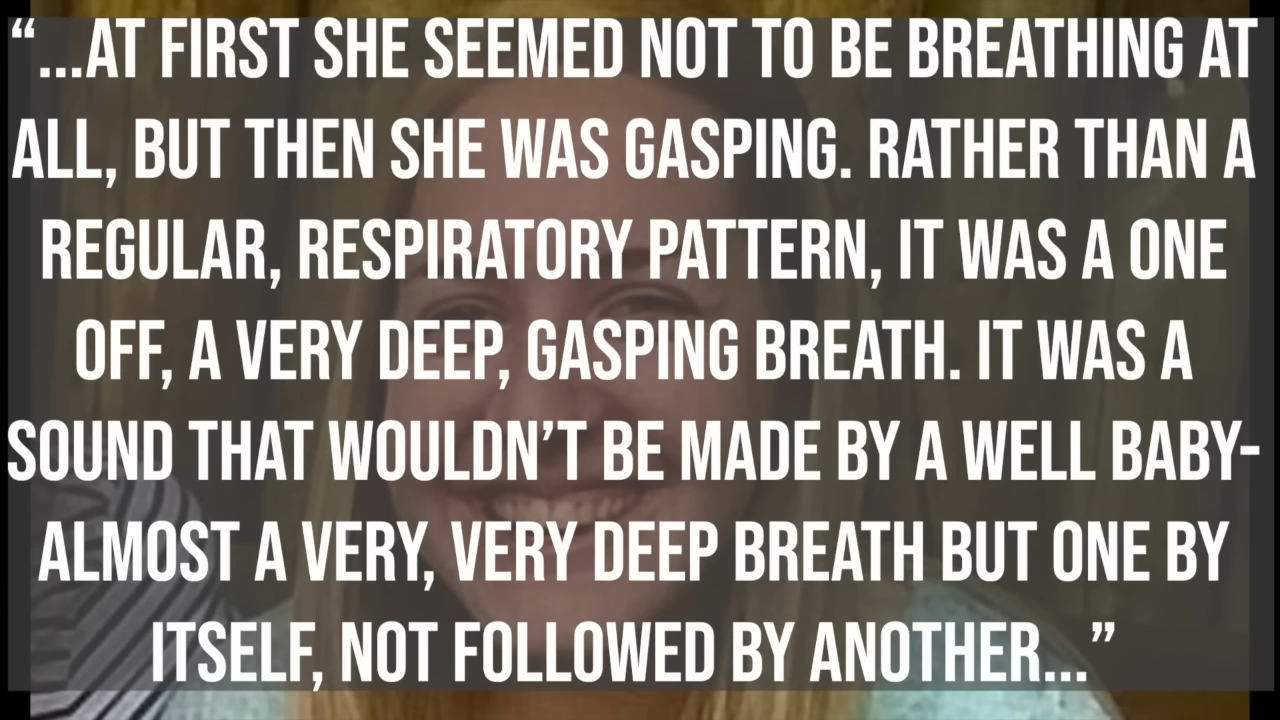 “...AT FIRST SHE SEEMED NOT TO BE BREATHING AT
ALL, BUT THEN SHE WAS GASPING. RATHER THAN A
REGULAR, RESPIRATORY PATTERN, IT WAS A ONE
OFF, A VERY DEEP, GASPING BREATH. IT WAS A
SOUND THAT WOULDN’T BE MADE BY A WELL BABY-
ALMOST A VERY, VERY DEEP BREATH BUT ONE BY
ITSELF, NOT FOLLOWED BY ANOTHER...”